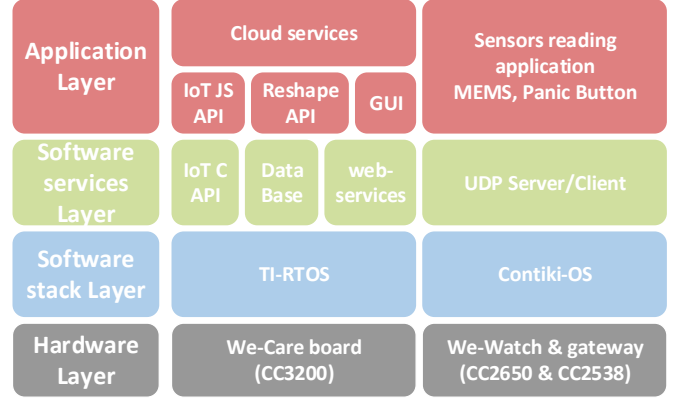 Application
Layer
Cloud services
IoT JS
API
Reshape
API
GUI
Sensors reading
application
MEMS, Panic Button
Software
services
Layer
IoT C
API
Data
Base
web-
services
UDP Server/Client
Software
stack Layer
TI-RTOS
Contiki-OS
Hardware
Layer
We-Care board
(CC3200)
We-Watch & gateway
(CC2650 & CC2538)